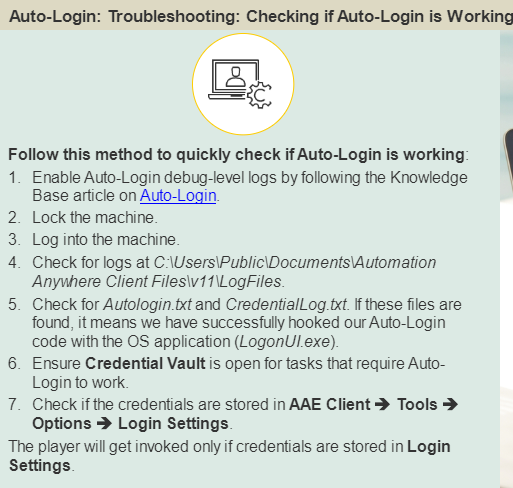 Auto-Login: Troubleshooting: Checking if Auto-Login is Working
Follow this method to quickly check if Auto-Login is working:
1. Enable Auto-Login debug-level logs by following the Knowledge
Base article on Auto-Login.
2. Lock the machine.
3. Log into the machine.
4. Check for logs at C:\Users\Public\Documents\Automation
Anywhere Client Files\v11\LogFiles.
5. Check for Autologin.txt and CredentialLog.txt. If these files are
found, it means we have successfully hooked our Auto-Login
code with the OS application (LogonUI.exe).
6. Ensure Credential Vault is open for tasks that require Auto-
Login to work.
7. Check if the credentials are stored in AAE Client ➔ Tools ➔
Options ➔ Login Settings.
The player will get invoked only if credentials are stored in Login
Settings.